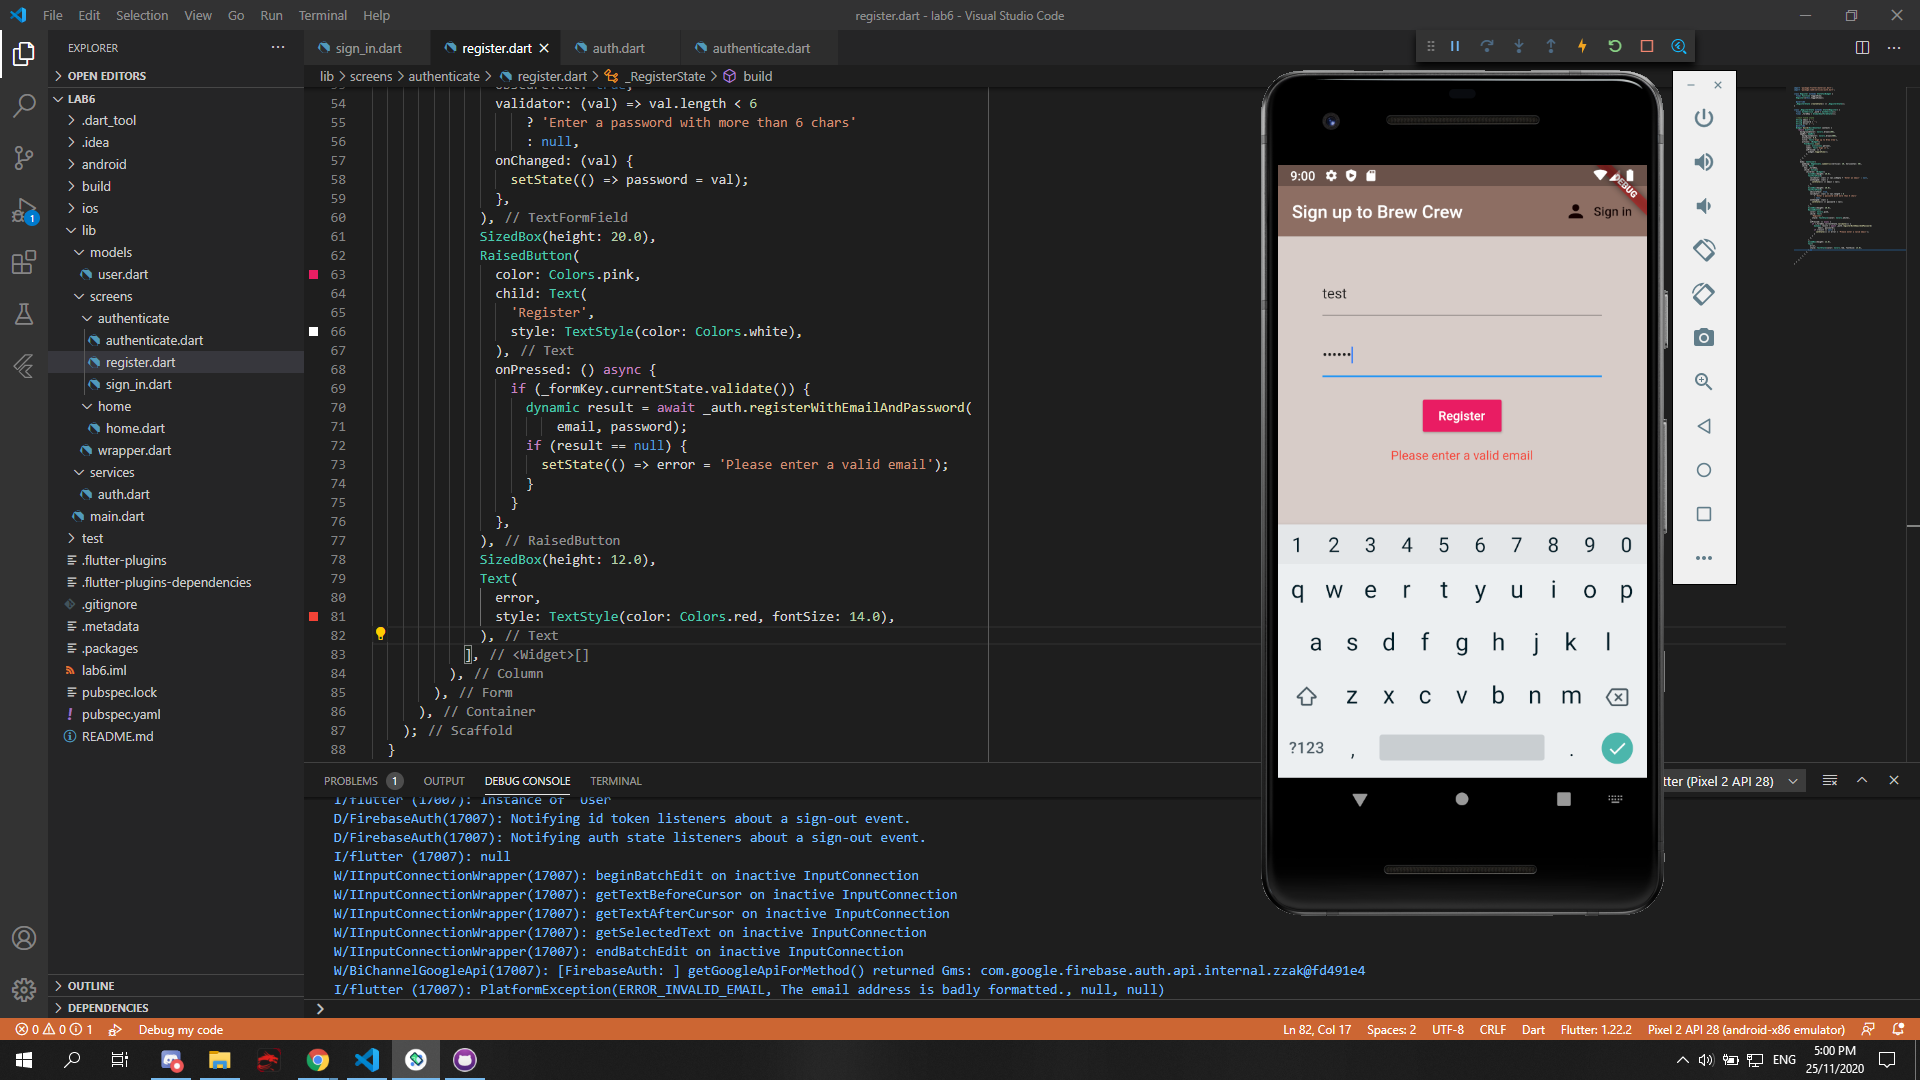 File Edit Selection View Go Run Terminal Help
register.dart - lab6 - Visual Studio Code
EXPLORER
OPEN EDITORS
LAB6
.dart_tool
.idea
android
build
ios
lib
models
user.dart
screens
authenticate
authenticate.dart
register.dart
sign_in.dart
home
home.dart
wrapper.dart
services
auth.dart
main.dart
test
.flutter-plugins
.flutter-plugins-dependencies
.gitignore
.metadata
.packages
lab6.iml
pubspec.lock
pubspec.yaml
README.md
OUTLINE
DEPENDENCIES
1
sign_in.dart register.dart auth.dart authenticate.dart
lib > screens > authenticate > register.dart > _RegisterState > build
53 obscureText: true,
54 validator: (val) => val.length < 6
55 ? 'Enter a password with more than 6 chars'
56 : null,
57 onChanged: (val) {
58 setState(() => password = val);
59 },
60 ), // TextFormField
61 SizedBox(height: 20.0),
62 RaisedButton(
63 color: Colors.pink,
64 child: Text(
65 'Register',
66 style: TextStyle(color: Colors.white),
67 ), // Text
68 onPressed: () async {
69 if (_formKey.currentState.validate()) {
70 dynamic result = await _auth.registerWithEmailAndPassword(
71 email, password);
72 if (result == null) {
73 setState(() => error = 'Please enter a valid email');
74 }
75 }
76 },
77 ), // RaisedButton
78 SizedBox(height: 12.0),
79 Text(
80 error,
81 style: TextStyle(color: Colors.red, fontSize: 14.0),
82 ), // Text
83 ], // <Widget>[]
84 ), // Column
85 ), // Form
86 ), // Container
87 ); // Scaffold
88 }
PROBLEMS 1 OUTPUT DEBUG CONSOLE TERMINAL
tter (Pixel 2 API 28)
I/flutter (17007): Instance of 'User'
D/FirebaseAuth(17007): Notifying id token listeners about a sign-out event.
D/FirebaseAuth(17007): Notifying auth state listeners about a sign-out event.
I/flutter (17007): null
W/IInputConnectionWrapper(17007): beginBatchEdit on inactive InputConnection
W/IInputConnectionWrapper(17007): getTextBeforeCursor on inactive InputConnection
W/IInputConnectionWrapper(17007): getTextAfterCursor on inactive InputConnection
W/IInputConnectionWrapper(17007): getSelectedText on inactive InputConnection
W/IInputConnectionWrapper(17007): endBatchEdit on inactive InputConnection
W/BiChannelGoogleApi(17007): [FirebaseAuth: ] getGoogleApiForMethod() returned Gms: com.google.firebase.auth.api.internal.zzak@fd491e4
I/flutter (17007): PlatformException(ERROR_INVALID_EMAIL, The email address is badly formatted., null, null)
9:00
DEBUG
Sign up to Brew Crew Sign in
test
••••••
Register
Please enter a valid email
1 2 3 4 5 6 7 8 9 0
q w e r t y u i o p
a s d f g h j k l
z x c v b n m
?123 , .
0 0 1 Debug my code
Ln 82, Col 17 Spaces: 2 UTF-8 CRLF Dart Flutter: 1.22.2 Pixel 2 API 28 (android-x86 emulator)
ENG
5:00 PM
25/11/2020